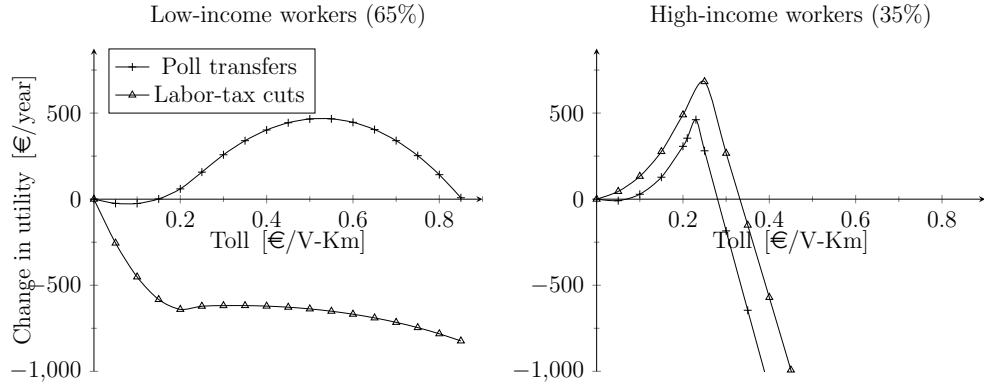 Low-income workers (65%)
High-income workers (35%)
Poll transfers
Labor-tax cuts
Change in utility [€/year]
500
0
−500
−1,000
0.2
0.4
0.6
0.8
Toll [€/V-Km]
500
0
−500
−1,000
0.2
0.4
0.6
0.8
Toll [€/V-Km]